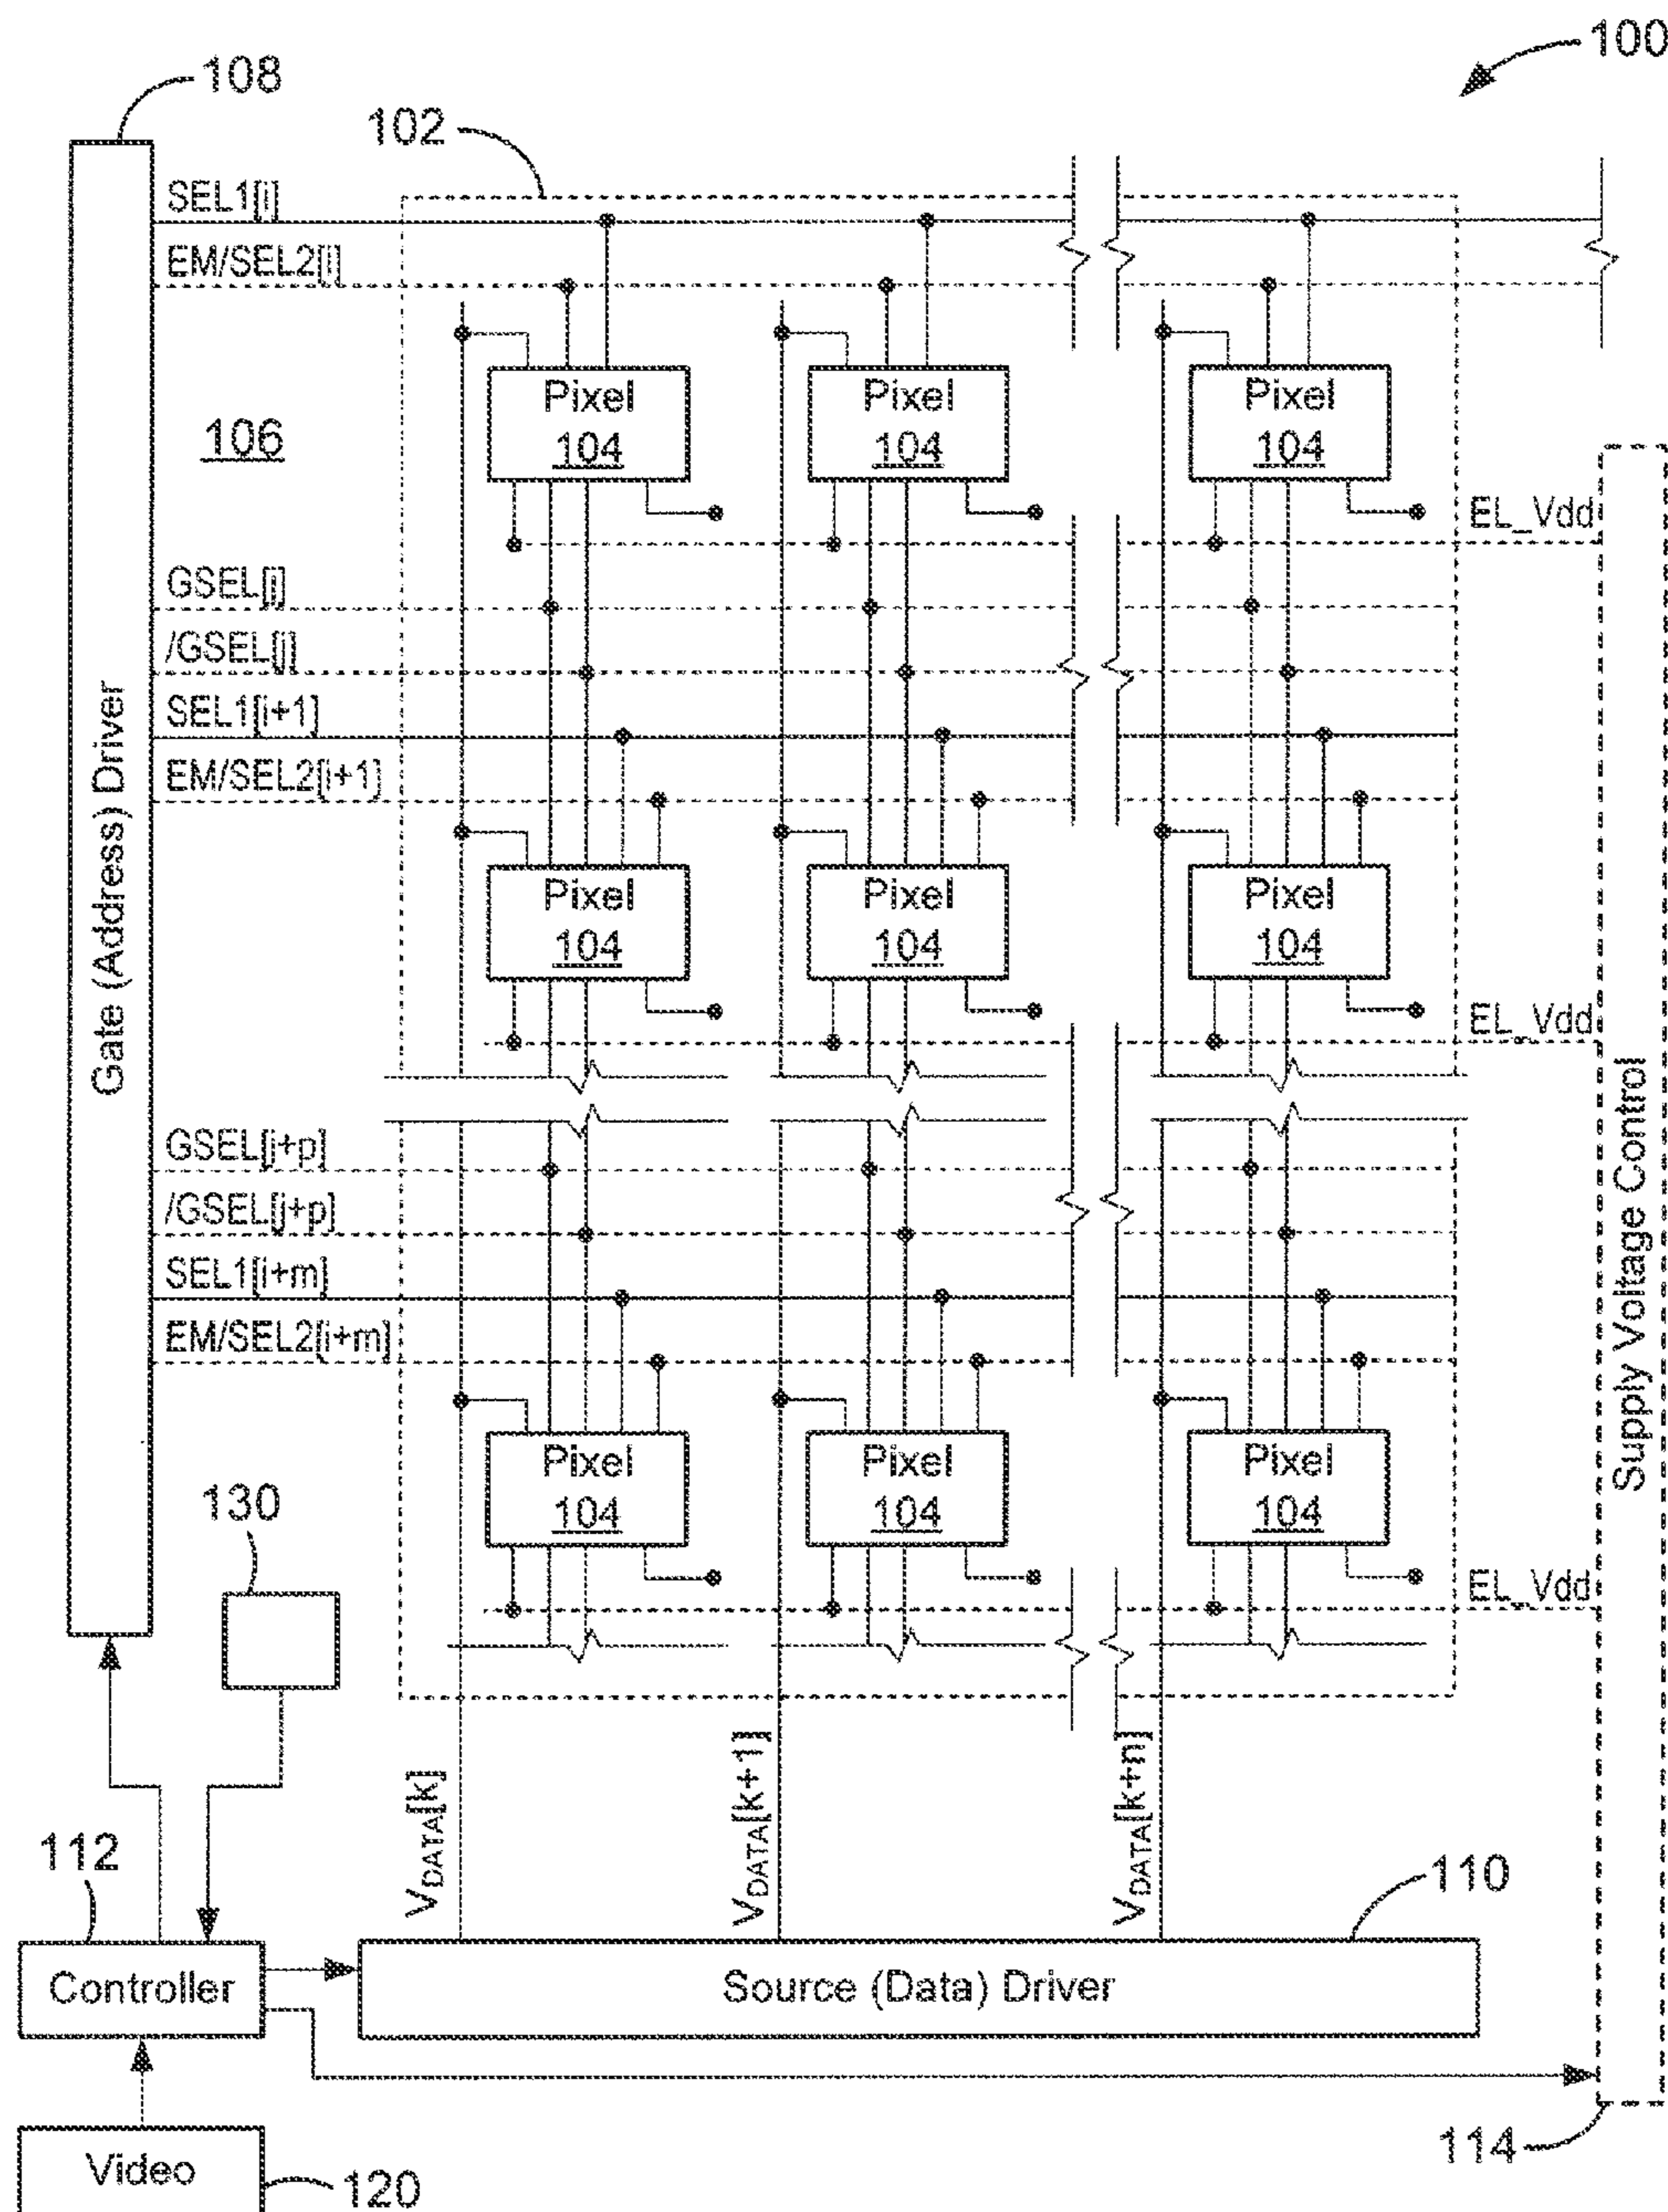 100
108
102
SEL1[i]
EM/SEL2[i]
Pixel
104
Pixel
104
Pixel
104
106
EL_Vdd
GSEL[j]
/GSEL[j]
SEL1[i+1]
EM/SEL2[i+1]
Gate (Address) Driver
Pixel
104
Pixel
104
Pixel
104
EL_Vdd
Supply Voltage Control
GSEL[j+p]
/GSEL[j+p]
SEL1[i+m]
EM/SEL2[i+m]
Pixel
104
Pixel
104
Pixel
104
130
EL_Vdd
VDATA[k]
VDATA[k+1]
VDATA[k+n]
112
110
Controller
Source (Data) Driver
114
Video
120